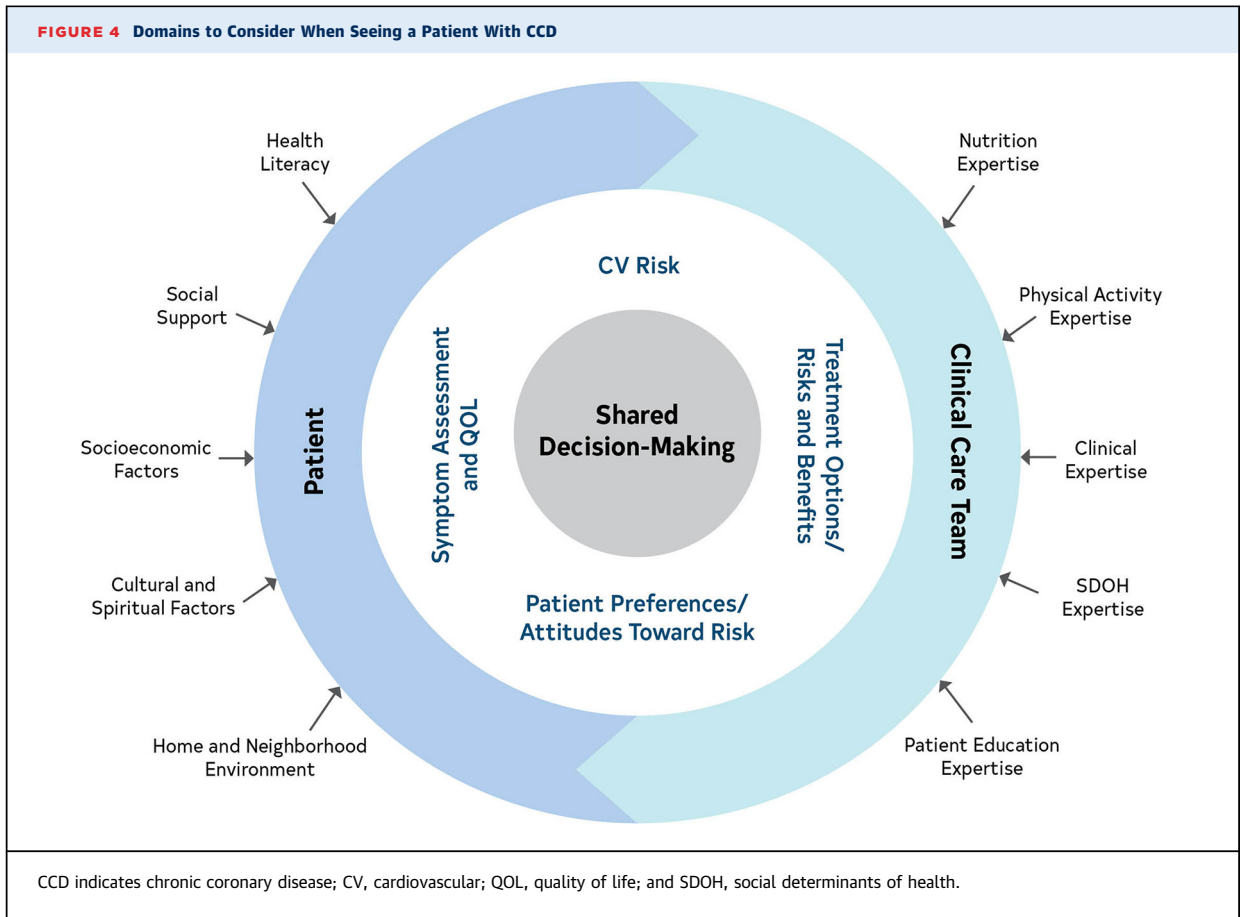 FIGURE 4 Domains to Consider When Seeing a Patient With CCD
Health
Literacy
Social
Support
Socioeconomic
Factors
Cultural and
Spiritual Factors
Home and Neighborhood
Environment
Patient
Symptom Assessment
and QOL
CV Risk
Shared
Decision-Making
Treatment Options/
Risks and Benefits
Patient Preferences/
Attitudes Toward Risk
Clinical Care Team
Nutrition
Expertise
Physical Activity
Expertise
Clinical
Expertise
SDOH
Expertise
Patient Education
Expertise
CCD indicates chronic coronary disease; CV, cardiovascular; QOL, quality of life; and SDOH, social determinants of health.